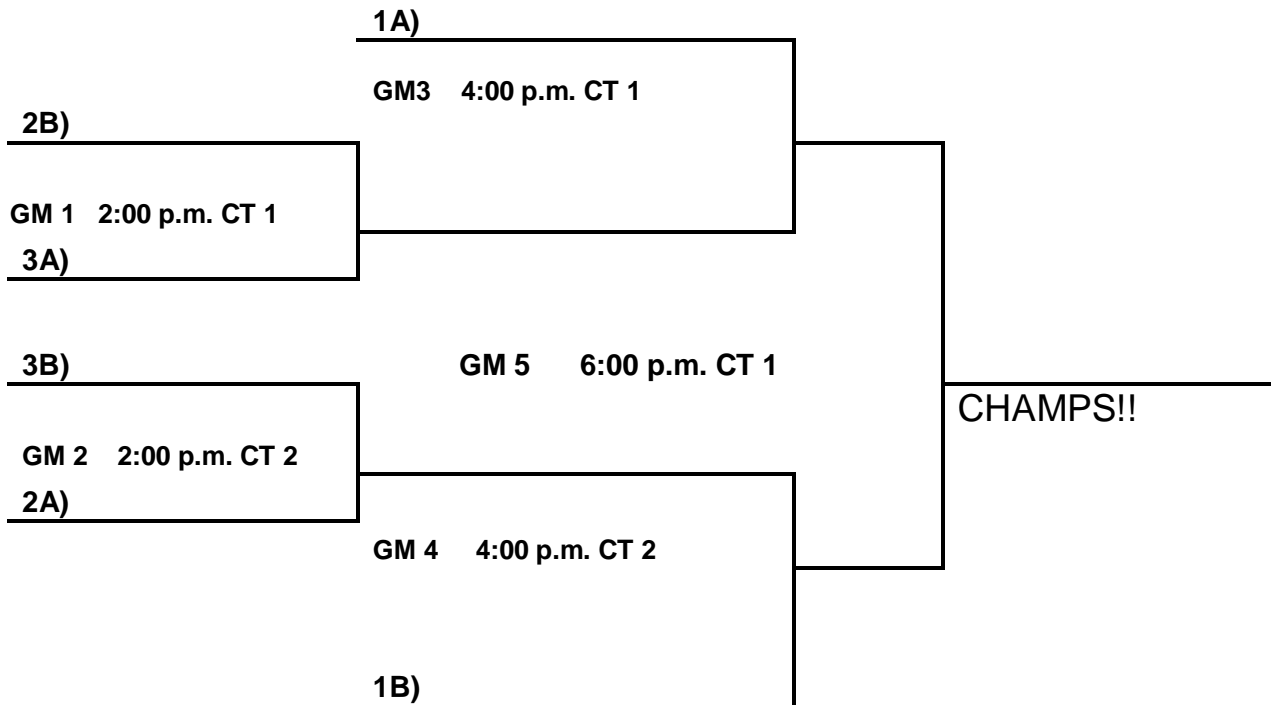 1A)
GM3 4:00 p.m. CT 1
2B)
GM 1 2:00 p.m. CT 1
3A)
3B)
GM 5 6:00 p.m. CT 1
CHAMPS!!
GM 2 2:00 p.m. CT 2
2A)
GM 4 4:00 p.m. CT 2
1B)